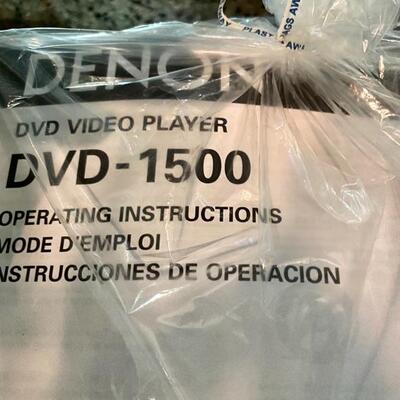 DENON
DVD VIDEO PLAYER
DVD-1500
OPERATING INSTRUCTIONS
MODE D'EMPLOI
INSTRUCCIONES DE OPERACION